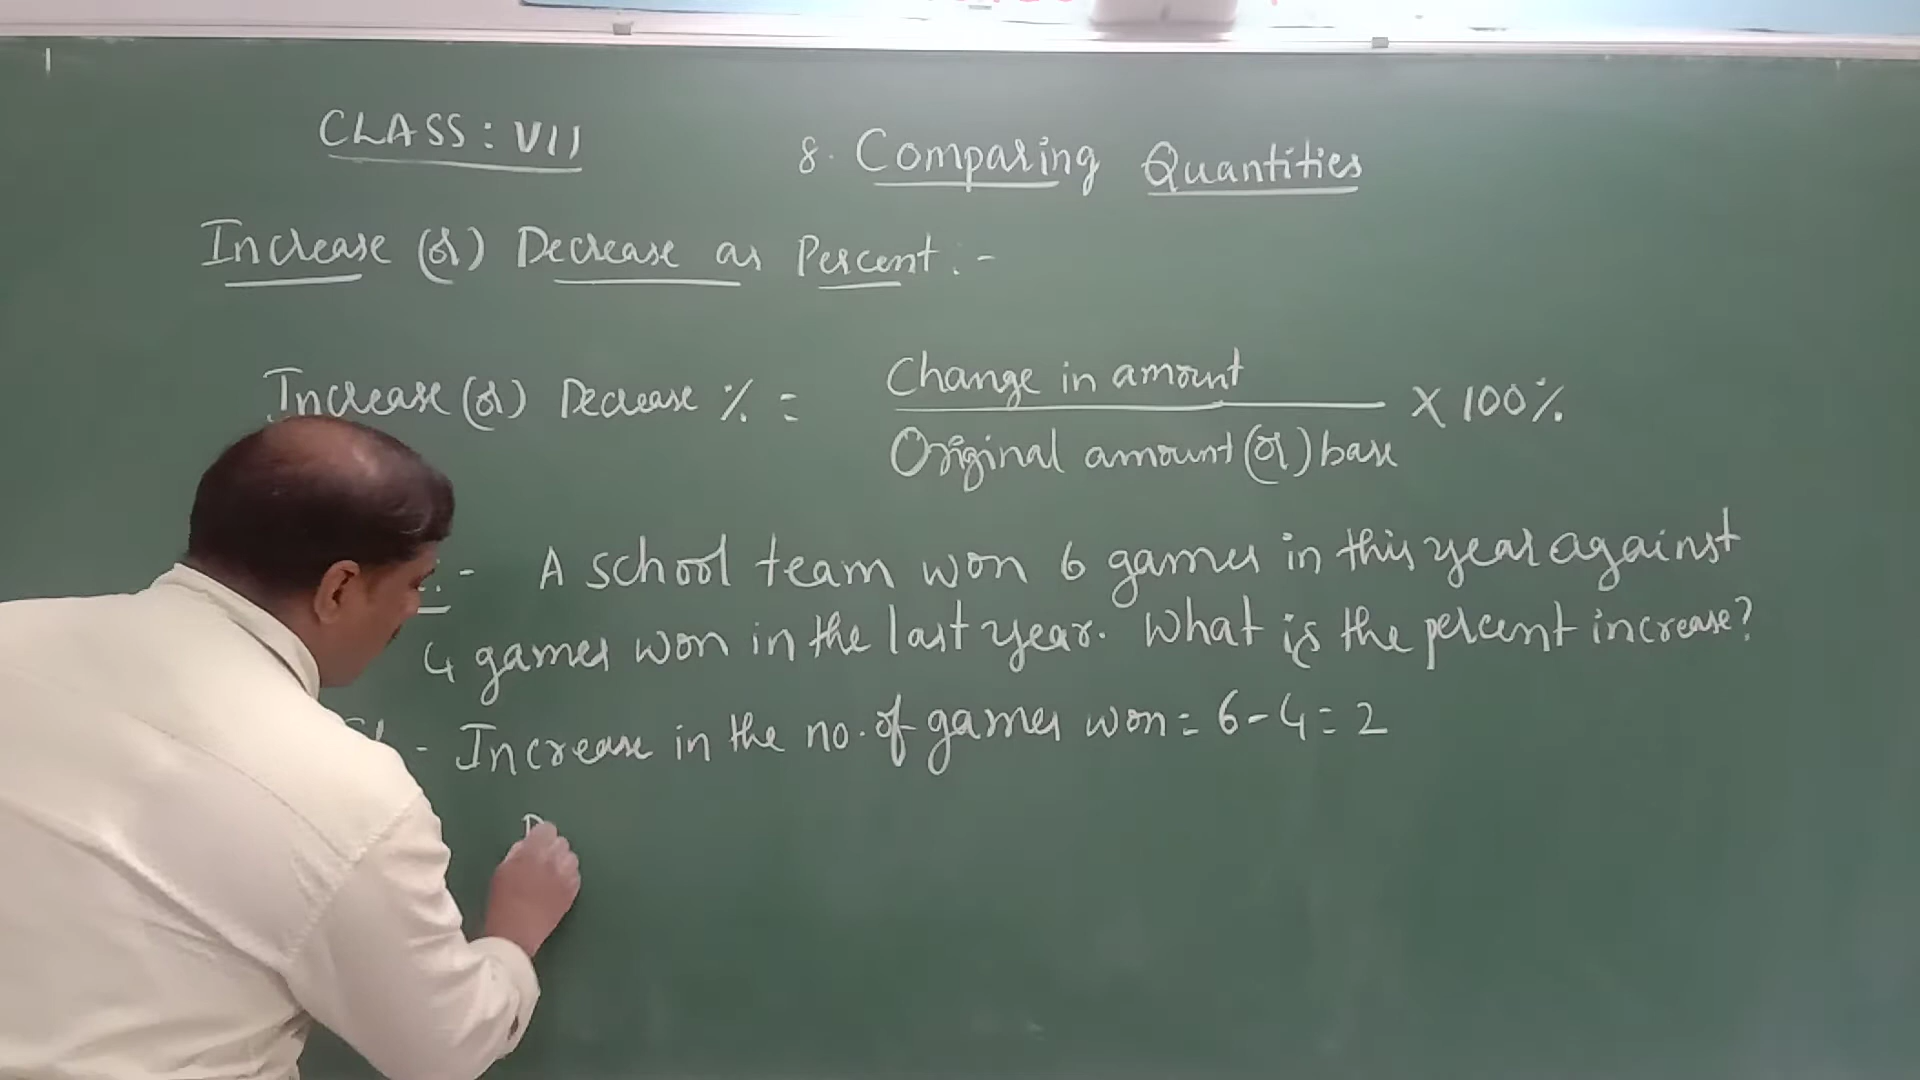 CLASS: VII
8. Comparing Quantities
Increase (or) Decrease as Percent :-
Increase (or) Decrease % = Change in amount / Original amount (or) base X 100%
:- A school team won 6 games in this year against
4 games won in the last year. What is the percent increase?
- Increase in the no. of games won = 6 - 4 = 2